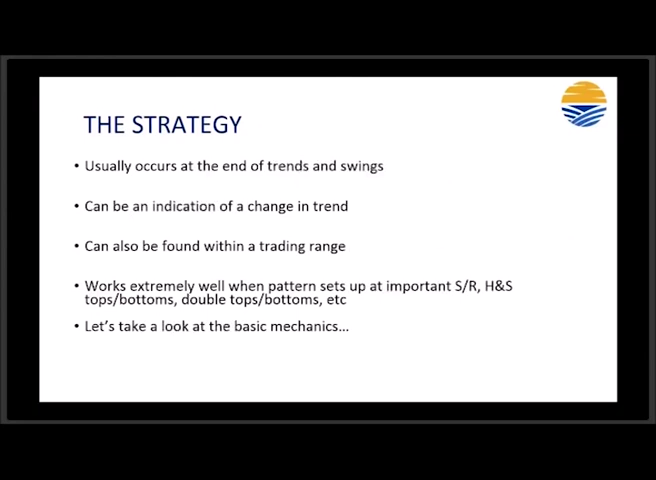 THE STRATEGY
• Usually occurs at the end of trends and swings
• Can be an indication of a change in trend
• Can also be found within a trading range
• Works extremely well when pattern sets up at important S/R, H&S
tops/bottoms, double tops/bottoms, etc
• Let's take a look at the basic mechanics...